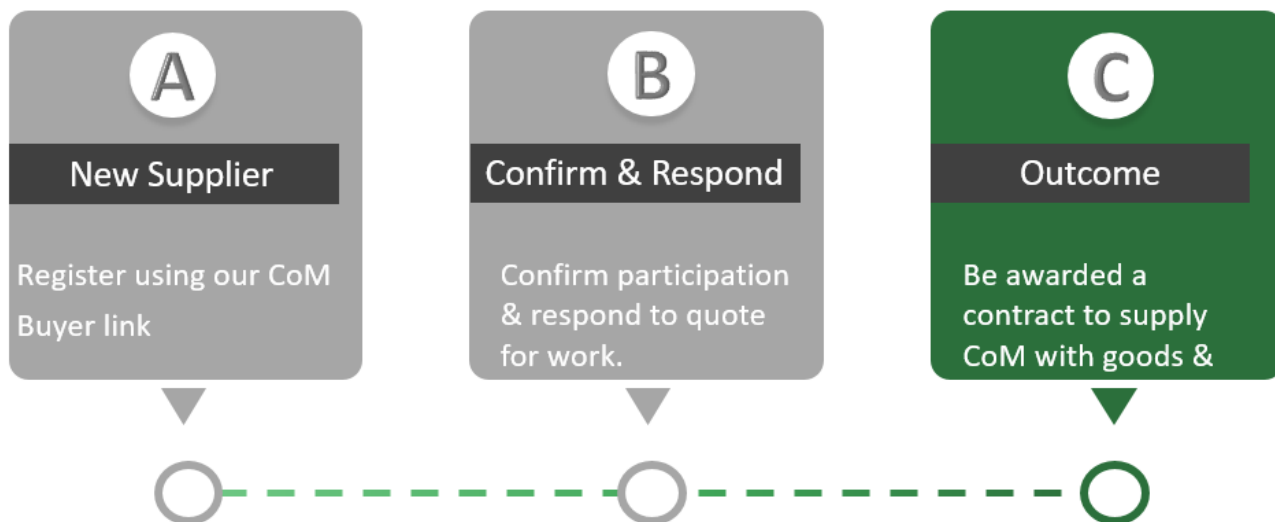 A
New Supplier
Register using our CoM
Buyer link
B
Confirm & Respond
Confirm participation
& respond to quote
for work.
C
Outcome
Be awarded a
contract to supply
CoM with goods &